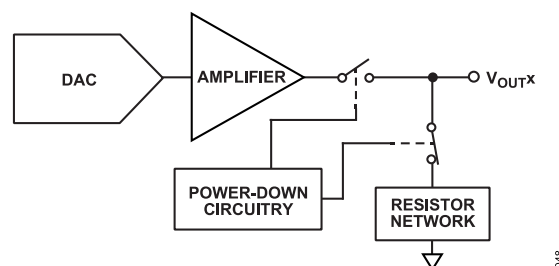 DAC
AMPLIFIER
VOUTx
POWER-DOWN
CIRCUITRY
RESISTOR
NETWORK